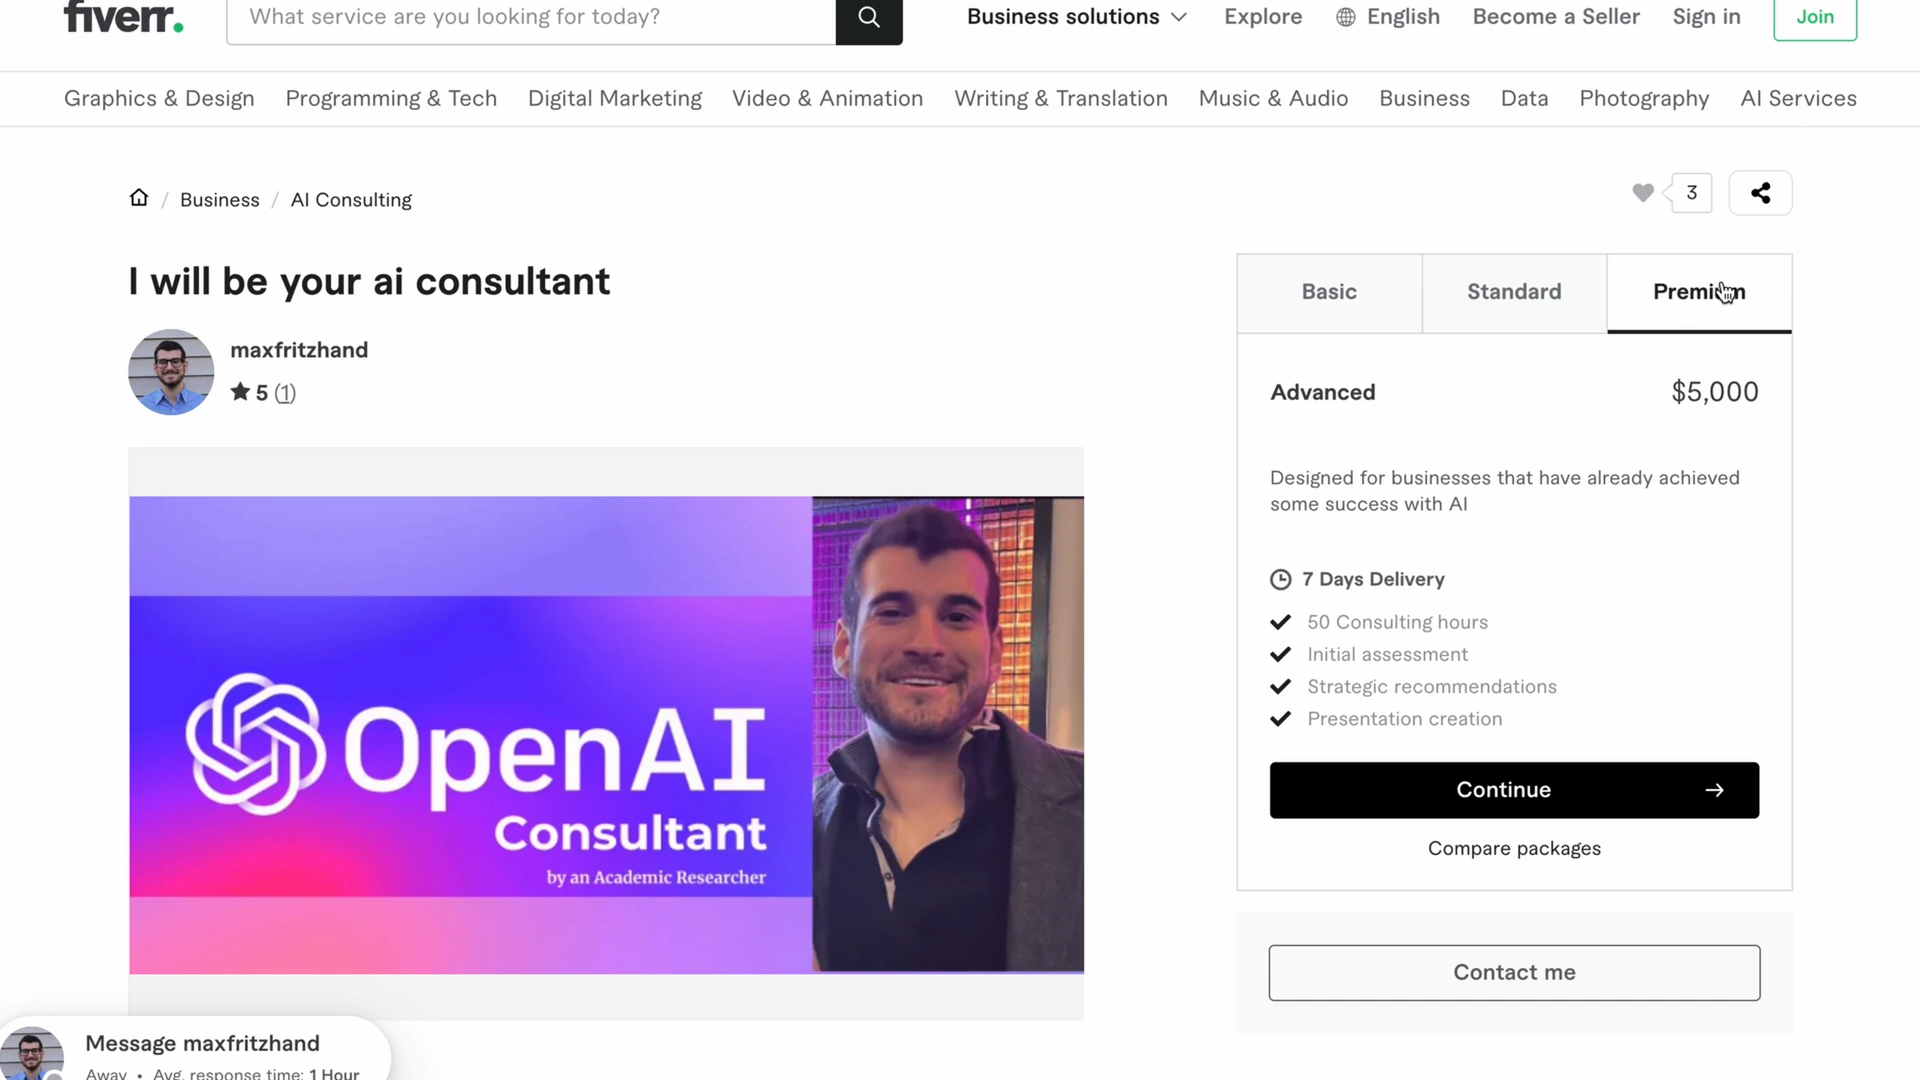 fiverr.
What service are you looking for today?
Business solutions
Explore
English
Become a Seller
Sign in
Join
Graphics & Design
Programming & Tech
Digital Marketing
Video & Animation
Writing & Translation
Music & Audio
Business
Data
Photography
AI Services
/ Business / AI Consulting
3
I will be your ai consultant
maxfritzhand
5 (1)
OpenAI
Consultant
by an Academic Researcher
Basic
Standard
Premium
Advanced
$5,000
Designed for businesses that have already achieved
some success with AI
7 Days Delivery
50 Consulting hours
Initial assessment
Strategic recommendations
Presentation creation
Continue
Compare packages
Contact me
Message maxfritzhand
Away • Avg. response time: 1 Hour